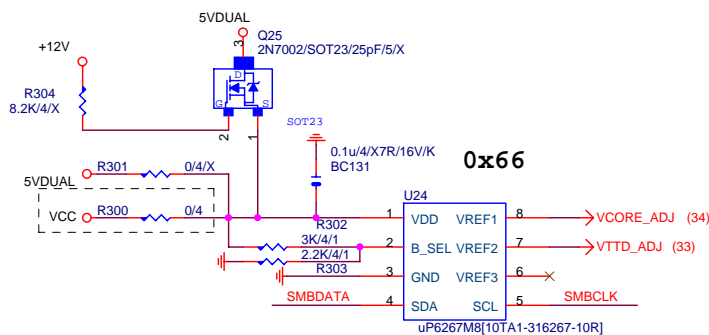 5VDUAL
Q25
2N7002/SOT23/25pF/5/X
+12V
3
D
G
S
R304
8.2K/4/X
SOT23
2
1
0.1u/4/X7R/16V/K
BC131
0x66
R301
0/4/X
5VDUAL
U24
VCC
R300
0/4
1
VDD
VREF1
8
VCORE_ADJ (34)
R302
3K/4/1
2
B_SEL
VREF2
7
VTTD_ADJ (33)
2.2K/4/1
R303
3
GND
VREF3
6
SMBDATA
4
SDA
SCL
5
SMBCLK
uP6267M8[10TA1-316267-10R]